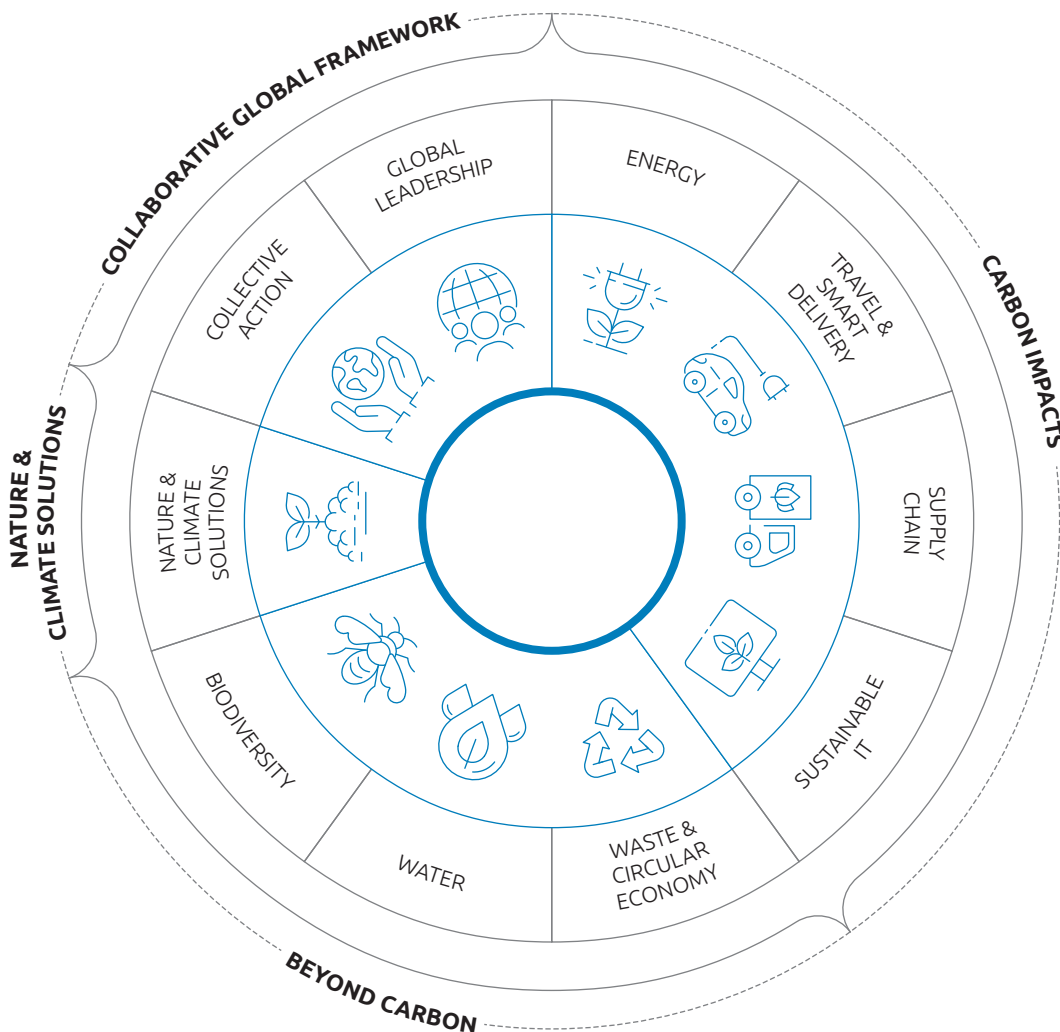 COLLABORATIVE GLOBAL FRAMEWORK
CARBON IMPACTS
BEYOND CARBON
NATURE &
CLIMATE SOLUTIONS
GLOBAL
LEADERSHIP
ENERGY
TRAVEL &
SMART
DELIVERY
SUPPLY
CHAIN
SUSTAINABLE
IT
WASTE &
CIRCULAR
ECONOMY
WATER
BIODIVERSITY
NATURE &
CLIMATE
SOLUTIONS
COLLECTIVE
ACTION